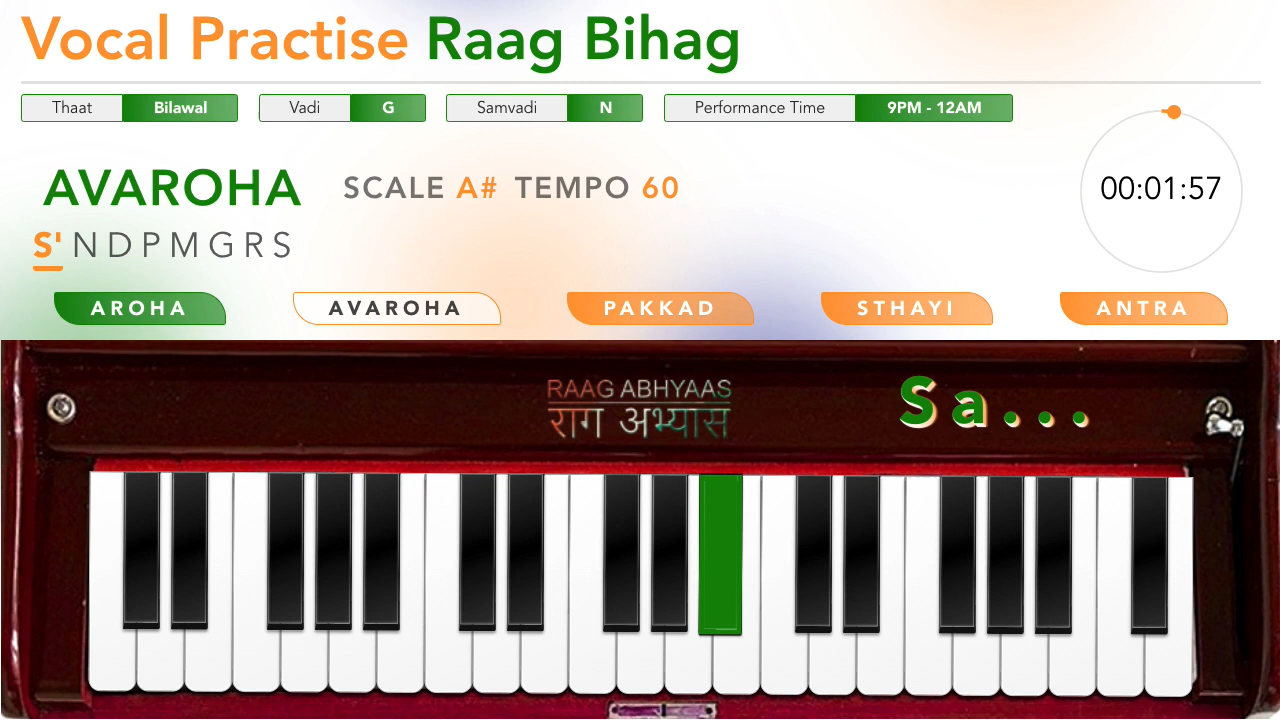 Vocal Practise Raag Bihag
Thaat Bilawal Vadi G Samvadi N Performance Time 9PM - 12AM
AVAROHA SCALE A# TEMPO 60
00:01:57
S' N D P M G R S
AROHA AVAROHA PAKKAD STHAYI ANTRA
RAAG ABHYAAS
राग अभ्यास
Sa...